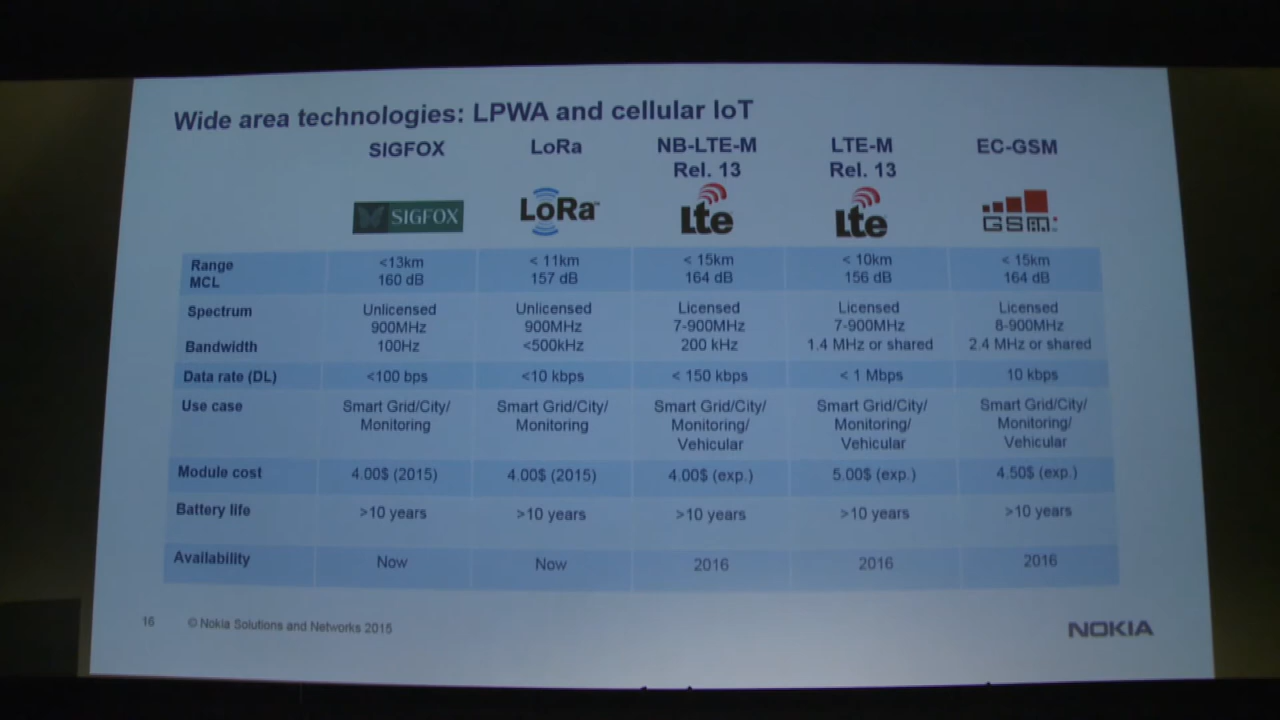 Wide area technologies: LPWA and cellular IoT
SIGFOX LoRa NB-LTE-M LTE-M EC-GSM
Rel. 13 Rel. 13
SIGFOX LoRa™ Lte Lte GSM
Range <13km < 11km < 15km < 10km < 15km
MCL 160 dB 157 dB 164 dB 156 dB 164 dB
Spectrum Unlicensed Unlicensed Licensed Licensed Licensed
900MHz 900MHz 7-900MHz 7-900MHz 8-900MHz
Bandwidth 100Hz <500kHz 200 kHz 1.4 MHz or shared 2.4 MHz or shared
Data rate (DL) <100 bps <10 kbps < 150 kbps < 1 Mbps 10 kbps
Use case Smart Grid/City/ Smart Grid/City/ Smart Grid/City/ Smart Grid/City/ Smart Grid/City/
Monitoring Monitoring Monitoring/ Monitoring/ Monitoring/
Vehicular Vehicular Vehicular
Module cost 4.00$ (2015) 4.00$ (2015) 4.00$ (exp.) 5.00$ (exp.) 4.50$ (exp.)
Battery life >10 years >10 years >10 years >10 years >10 years
Availability Now Now 2016 2016 2016
16 © Nokia Solutions and Networks 2015
NOKIA